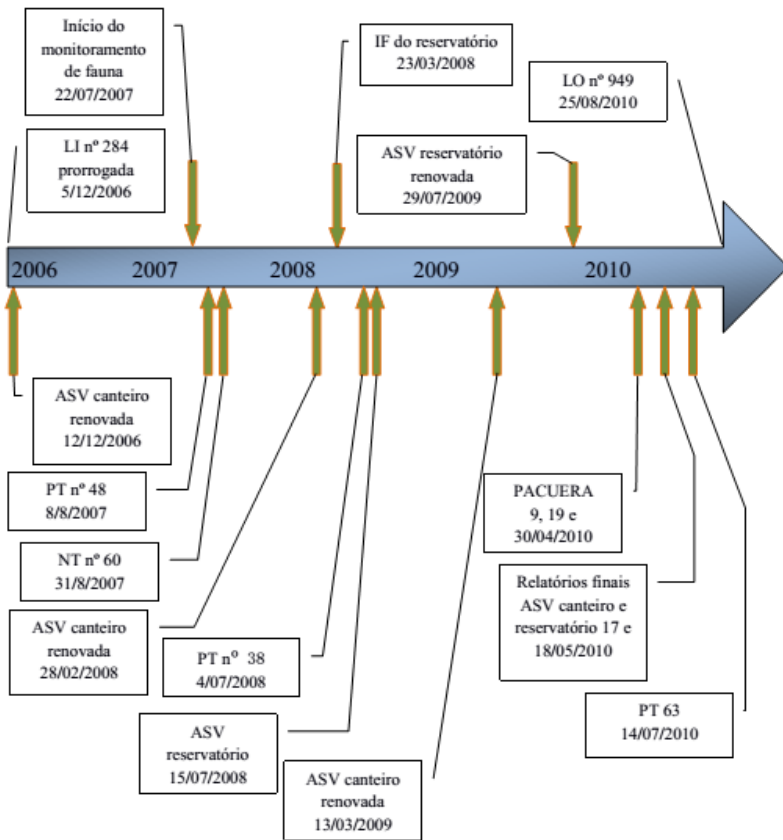 Início do
monitoramento
de fauna
22/07/2007
IF do reservatório
23/03/2008
LO nº 949
25/08/2010
LI nº 284
prorrogada
5/12/2006
ASV reservatório
renovada
29/07/2009
2006
2007
2008
2009
2010
ASV canteiro
renovada
12/12/2006
PT nº 48
8/8/2007
NT nº 60
31/8/2007
ASV canteiro
renovada
28/02/2008
PT nº 38
4/07/2008
ASV
reservatório
15/07/2008
ASV canteiro
renovada
13/03/2009
PACUERA
9, 19 e
30/04/2010
Relatórios finais
ASV canteiro e
reservatório 17 e
18/05/2010
PT 63
14/07/2010